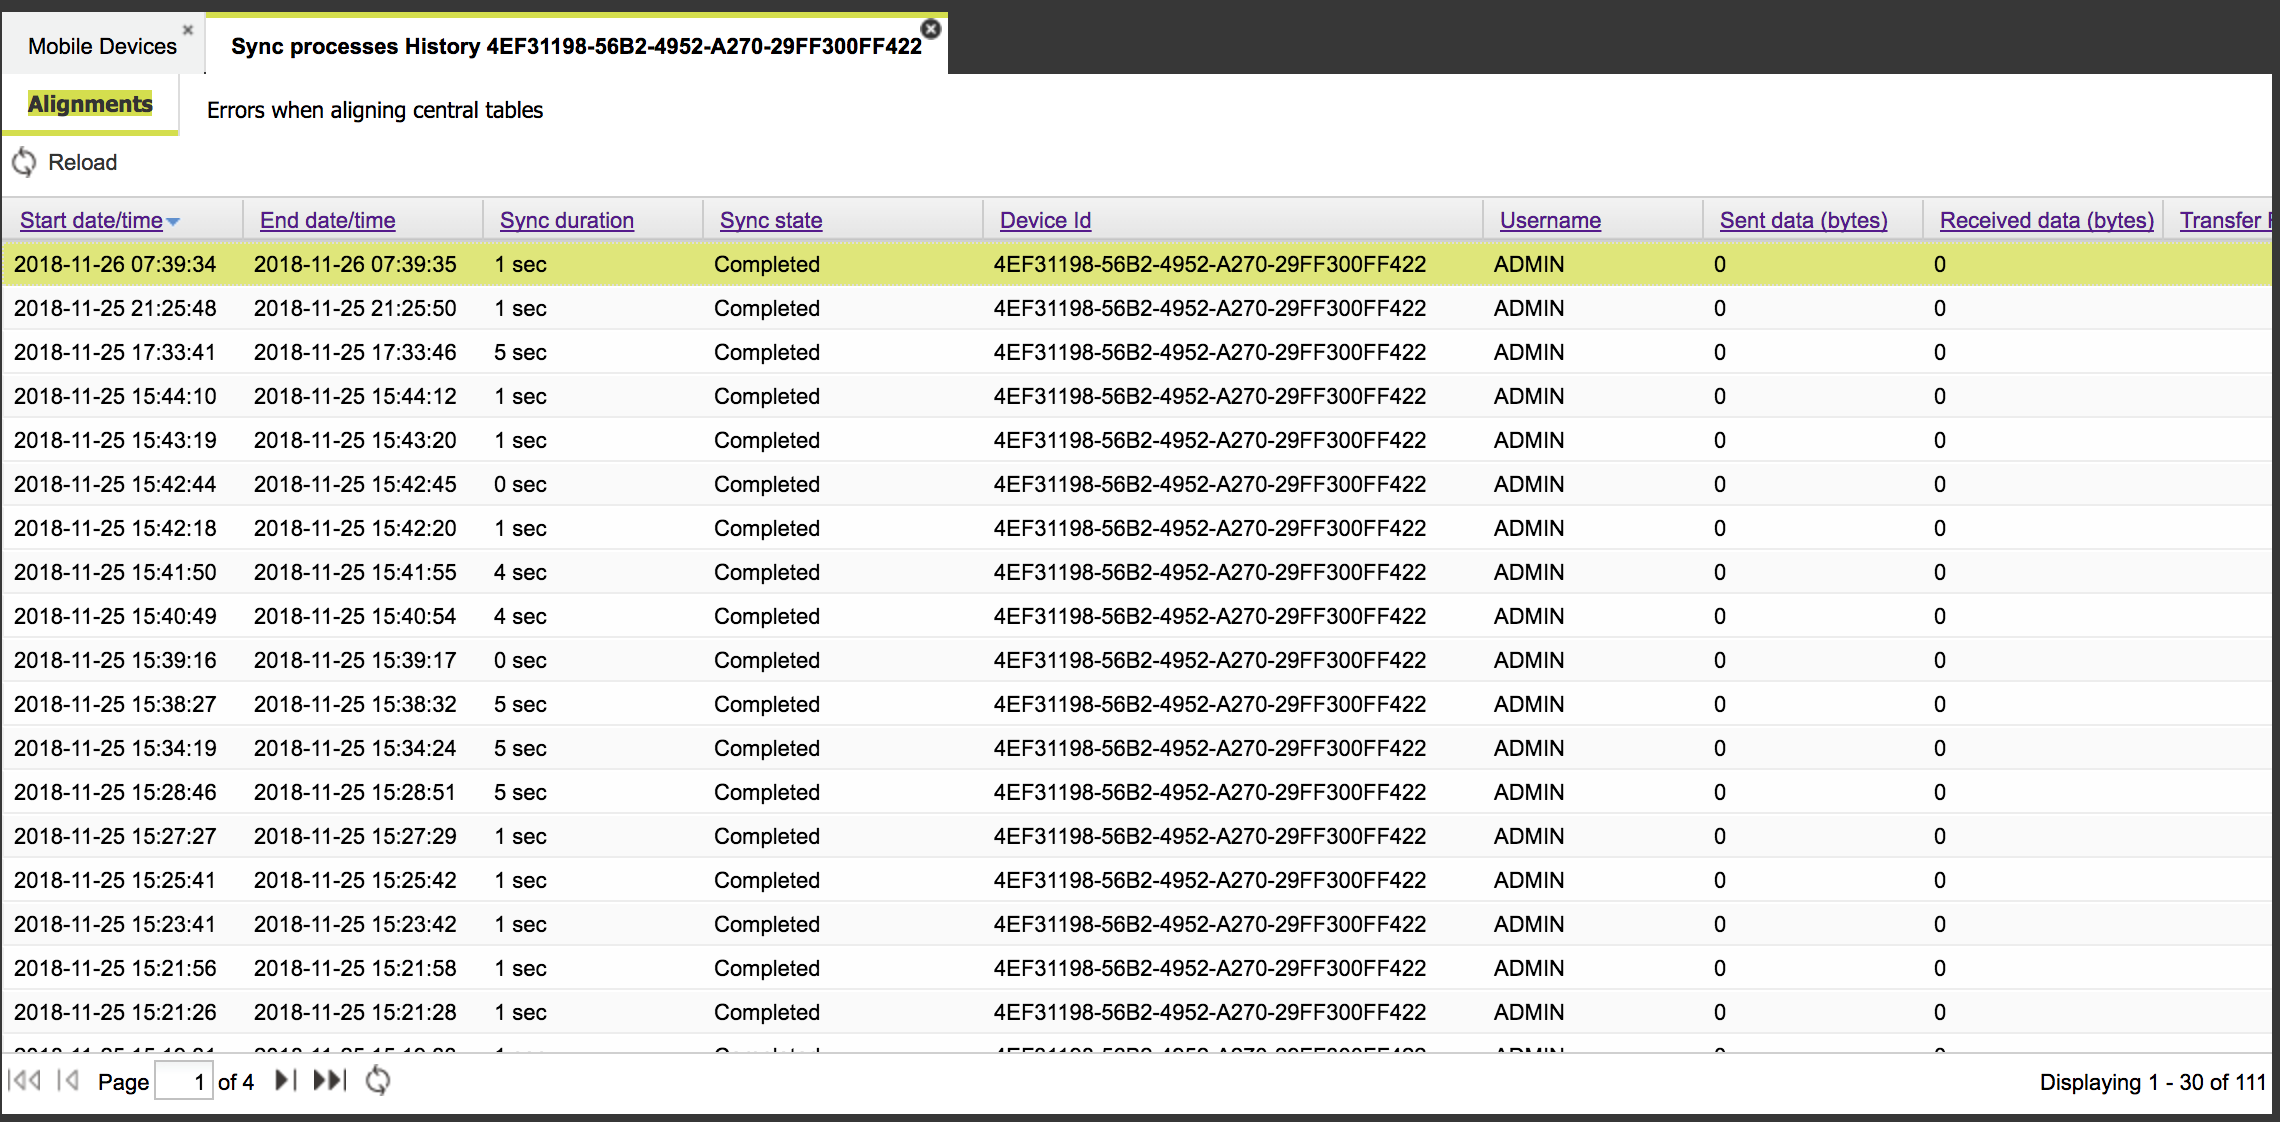 Mobile Devices
Sync processes History 4EF31198-56B2-4952-A270-29FF300FF422
Alignments
Errors when aligning central tables
Reload
Start date/time End date/time Sync duration Sync state Device Id Username Sent data (bytes) Received data (bytes) Transfer
2018-11-26 07:39:34 2018-11-26 07:39:35 1 sec Completed 4EF31198-56B2-4952-A270-29FF300FF422 ADMIN 0 0
2018-11-25 21:25:48 2018-11-25 21:25:50 1 sec Completed 4EF31198-56B2-4952-A270-29FF300FF422 ADMIN 0 0
2018-11-25 17:33:41 2018-11-25 17:33:46 5 sec Completed 4EF31198-56B2-4952-A270-29FF300FF422 ADMIN 0 0
2018-11-25 15:44:10 2018-11-25 15:44:12 1 sec Completed 4EF31198-56B2-4952-A270-29FF300FF422 ADMIN 0 0
2018-11-25 15:43:19 2018-11-25 15:43:20 1 sec Completed 4EF31198-56B2-4952-A270-29FF300FF422 ADMIN 0 0
2018-11-25 15:42:44 2018-11-25 15:42:45 0 sec Completed 4EF31198-56B2-4952-A270-29FF300FF422 ADMIN 0 0
2018-11-25 15:42:18 2018-11-25 15:42:20 1 sec Completed 4EF31198-56B2-4952-A270-29FF300FF422 ADMIN 0 0
2018-11-25 15:41:50 2018-11-25 15:41:55 4 sec Completed 4EF31198-56B2-4952-A270-29FF300FF422 ADMIN 0 0
2018-11-25 15:40:49 2018-11-25 15:40:54 4 sec Completed 4EF31198-56B2-4952-A270-29FF300FF422 ADMIN 0 0
2018-11-25 15:39:16 2018-11-25 15:39:17 0 sec Completed 4EF31198-56B2-4952-A270-29FF300FF422 ADMIN 0 0
2018-11-25 15:38:27 2018-11-25 15:38:32 5 sec Completed 4EF31198-56B2-4952-A270-29FF300FF422 ADMIN 0 0
2018-11-25 15:34:19 2018-11-25 15:34:24 5 sec Completed 4EF31198-56B2-4952-A270-29FF300FF422 ADMIN 0 0
2018-11-25 15:28:46 2018-11-25 15:28:51 5 sec Completed 4EF31198-56B2-4952-A270-29FF300FF422 ADMIN 0 0
2018-11-25 15:27:27 2018-11-25 15:27:29 1 sec Completed 4EF31198-56B2-4952-A270-29FF300FF422 ADMIN 0 0
2018-11-25 15:25:41 2018-11-25 15:25:42 1 sec Completed 4EF31198-56B2-4952-A270-29FF300FF422 ADMIN 0 0
2018-11-25 15:23:41 2018-11-25 15:23:42 1 sec Completed 4EF31198-56B2-4952-A270-29FF300FF422 ADMIN 0 0
2018-11-25 15:21:56 2018-11-25 15:21:58 1 sec Completed 4EF31198-56B2-4952-A270-29FF300FF422 ADMIN 0 0
2018-11-25 15:21:26 2018-11-25 15:21:28 1 sec Completed 4EF31198-56B2-4952-A270-29FF300FF422 ADMIN 0 0
Page 1 of 4
Displaying 1 - 30 of 111